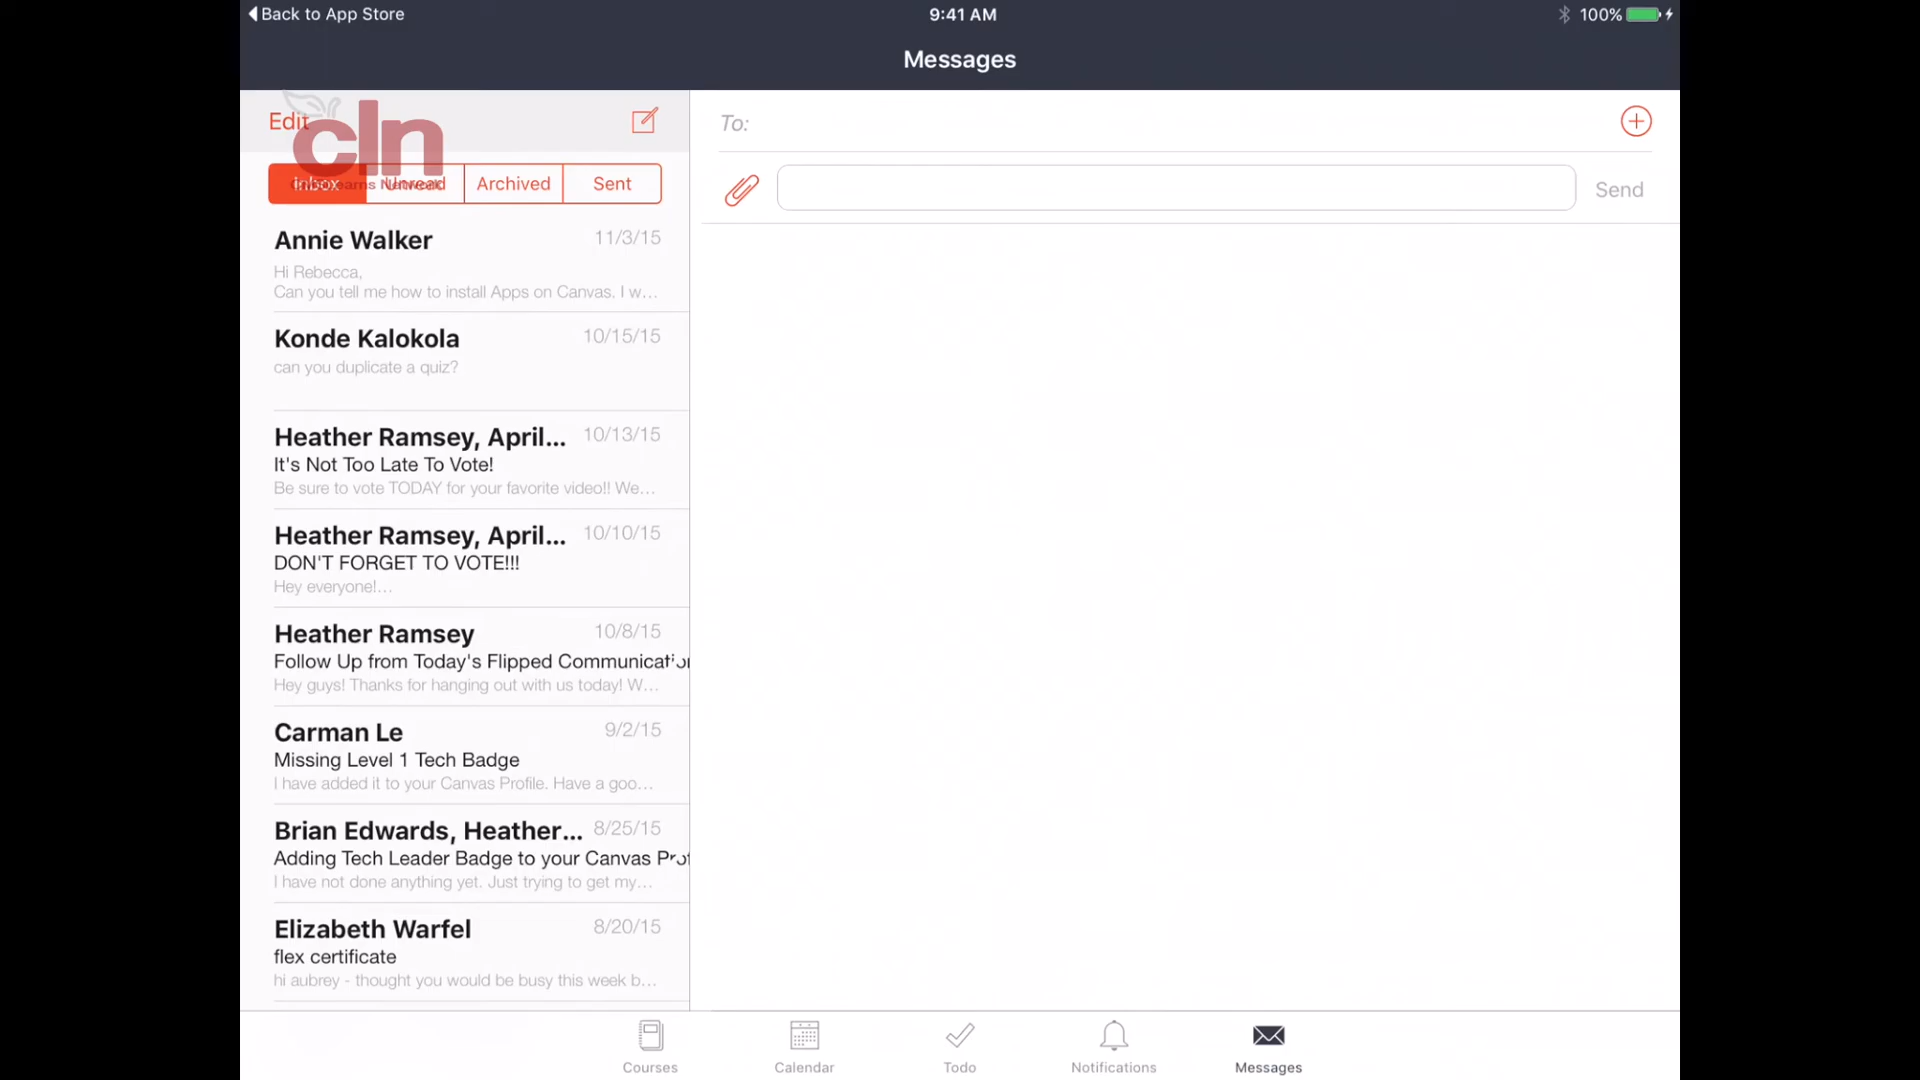 Back to App Store
9:41 AM
100%
Messages
Edit
cln
Inbox
Unread
Archived
Sent
To:
Send
Annie Walker
11/3/15
Hi Rebecca,
Can you tell me how to install Apps on Canvas. I w...
Konde Kalokola
10/15/15
can you duplicate a quiz?
Heather Ramsey, April...
10/13/15
It's Not Too Late To Vote!
Be sure to vote TODAY for your favorite video!! We...
Heather Ramsey, April...
10/10/15
DON'T FORGET TO VOTE!!!
Hey everyone!...
Heather Ramsey
10/8/15
Follow Up from Today's Flipped
Hey guys! Thanks for hanging out with us today! W...
Carman Le
9/2/15
Missing Level 1 Tech Badge
I have added it to your Canvas Profile. Have a goo...
Brian Edwards, Heather...
8/25/15
Adding Tech Leader Badge to your Canvas
I have not done anything yet. Just trying to get my...
Elizabeth Warfel
8/20/15
flex certificate
hi aubrey - thought you would be busy this week b...
Courses
Calendar
Todo
Notifications
Messages